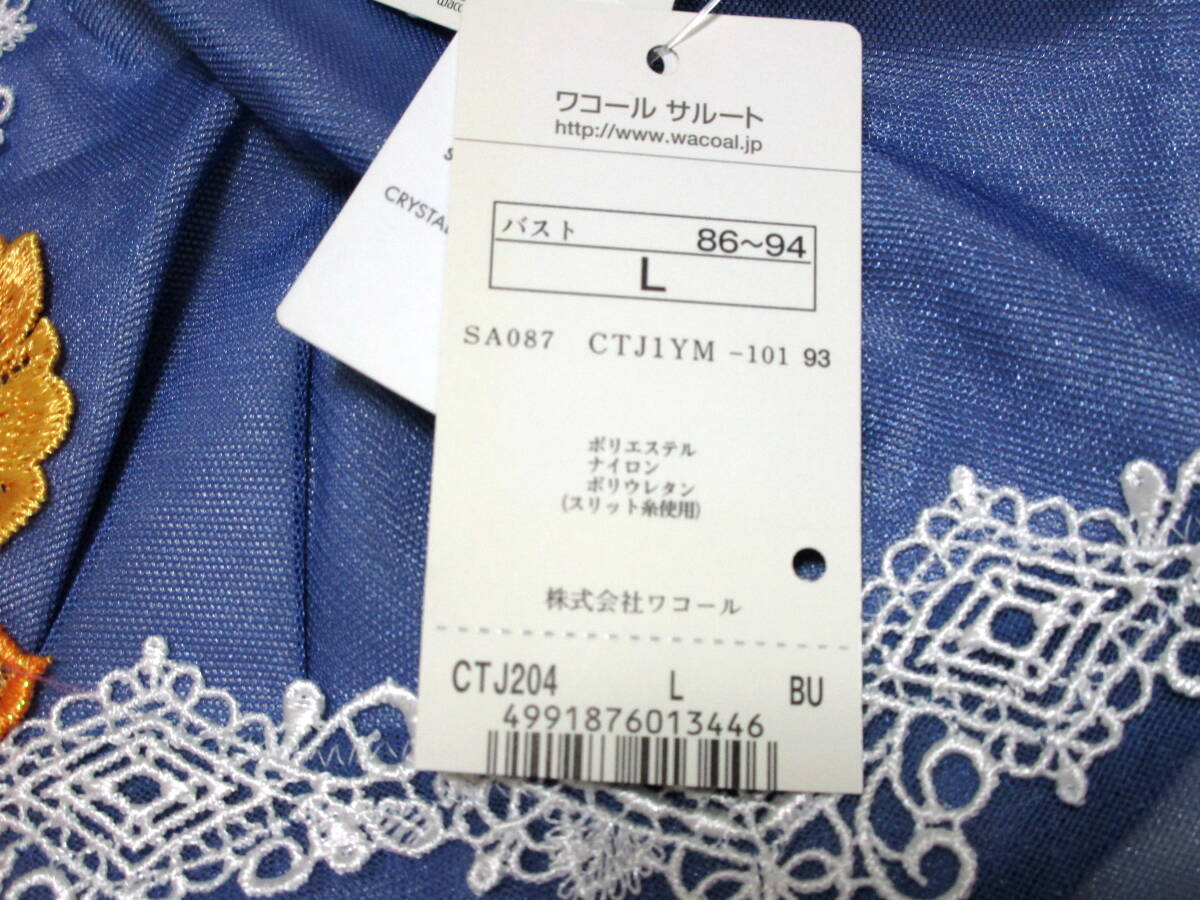 ワコール サルート
http://www.wacoal.jp
CRYSTAL
バスト 86~94
L
SA087 CTJ1YM -101 93
ポリエステル
ナイロン
ポリウレタン
(スリット糸使用)
株式会社ワコール
CTJ204 L BU
4991876013446